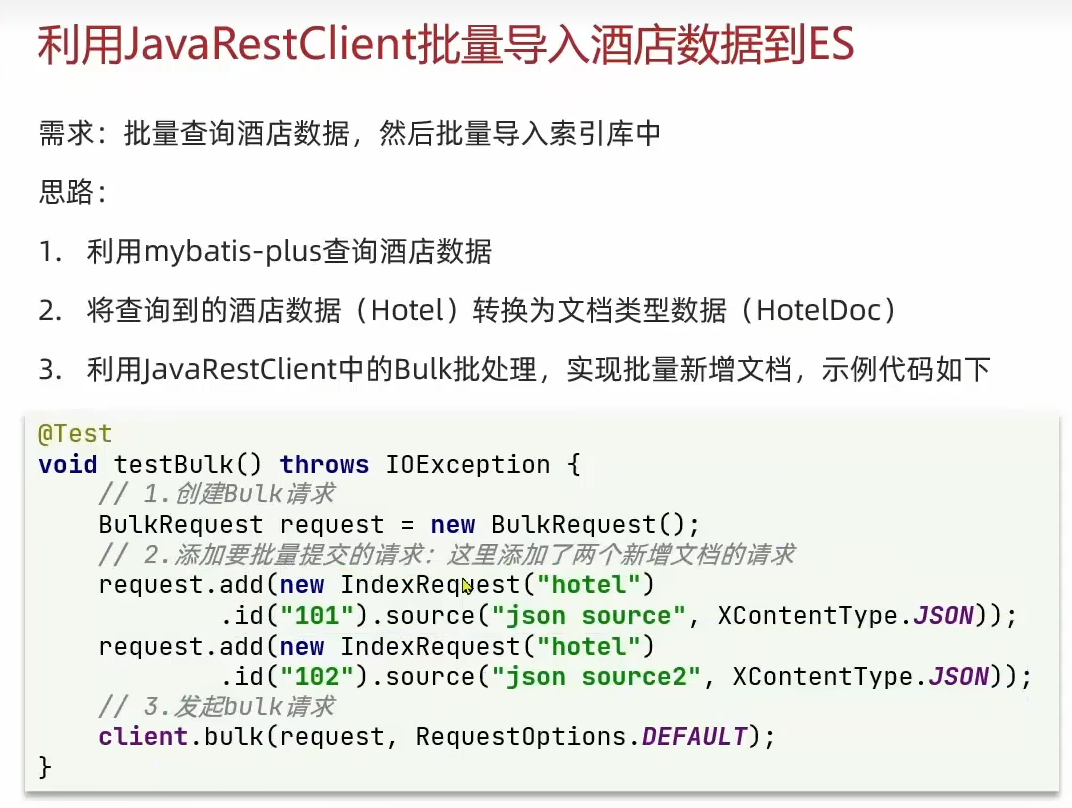 利用JavaRestClient批量导入酒店数据到ES
需求：批量查询酒店数据，然后批量导入索引库中
思路：
1. 利用mybatis-plus查询酒店数据
2. 将查询到的酒店数据（Hotel）转换为文档类型数据（HotelDoc）
3. 利用JavaRestClient中的Bulk批处理，实现批量新增文档，示例代码如下
@Test
void testBulk() throws IOException {
    // 1.创建Bulk请求
    BulkRequest request = new BulkRequest();
    // 2.添加要批量提交的请求：这里添加了两个新增文档的请求
    request.add(new IndexRequest("hotel")
            .id("101").source("json source", XContentType.JSON));
    request.add(new IndexRequest("hotel")
            .id("102").source("json source2", XContentType.JSON));
    // 3.发起bulk请求
    client.bulk(request, RequestOptions.DEFAULT);
}